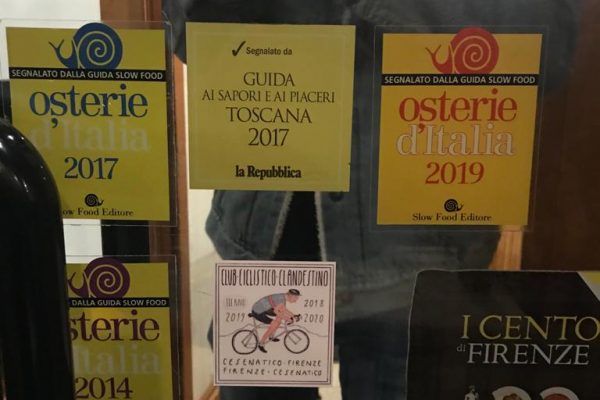 SEGNALATO DALLA GUIDA SLOW FOOD
osterie
d'Italia
2017
Slow Food Editore
Segnalato da
GUIDA
AI SAPORI E AI PIACERI
TOSCANA
2017
la Repubblica
SEGNALATO DALLA GUIDA SLOW FOOD
osterie
d'Italia
2019
Slow Food Editore
GUIDA SLOW FOOD
osterie
d'Italia
2014
CLUB·CICLISTICO·CLANDESTINO
2018
2019
2020
CESENATICO·FIRENZE
FIRENZE·CESENATICO
I CENTO
di FIRENZE